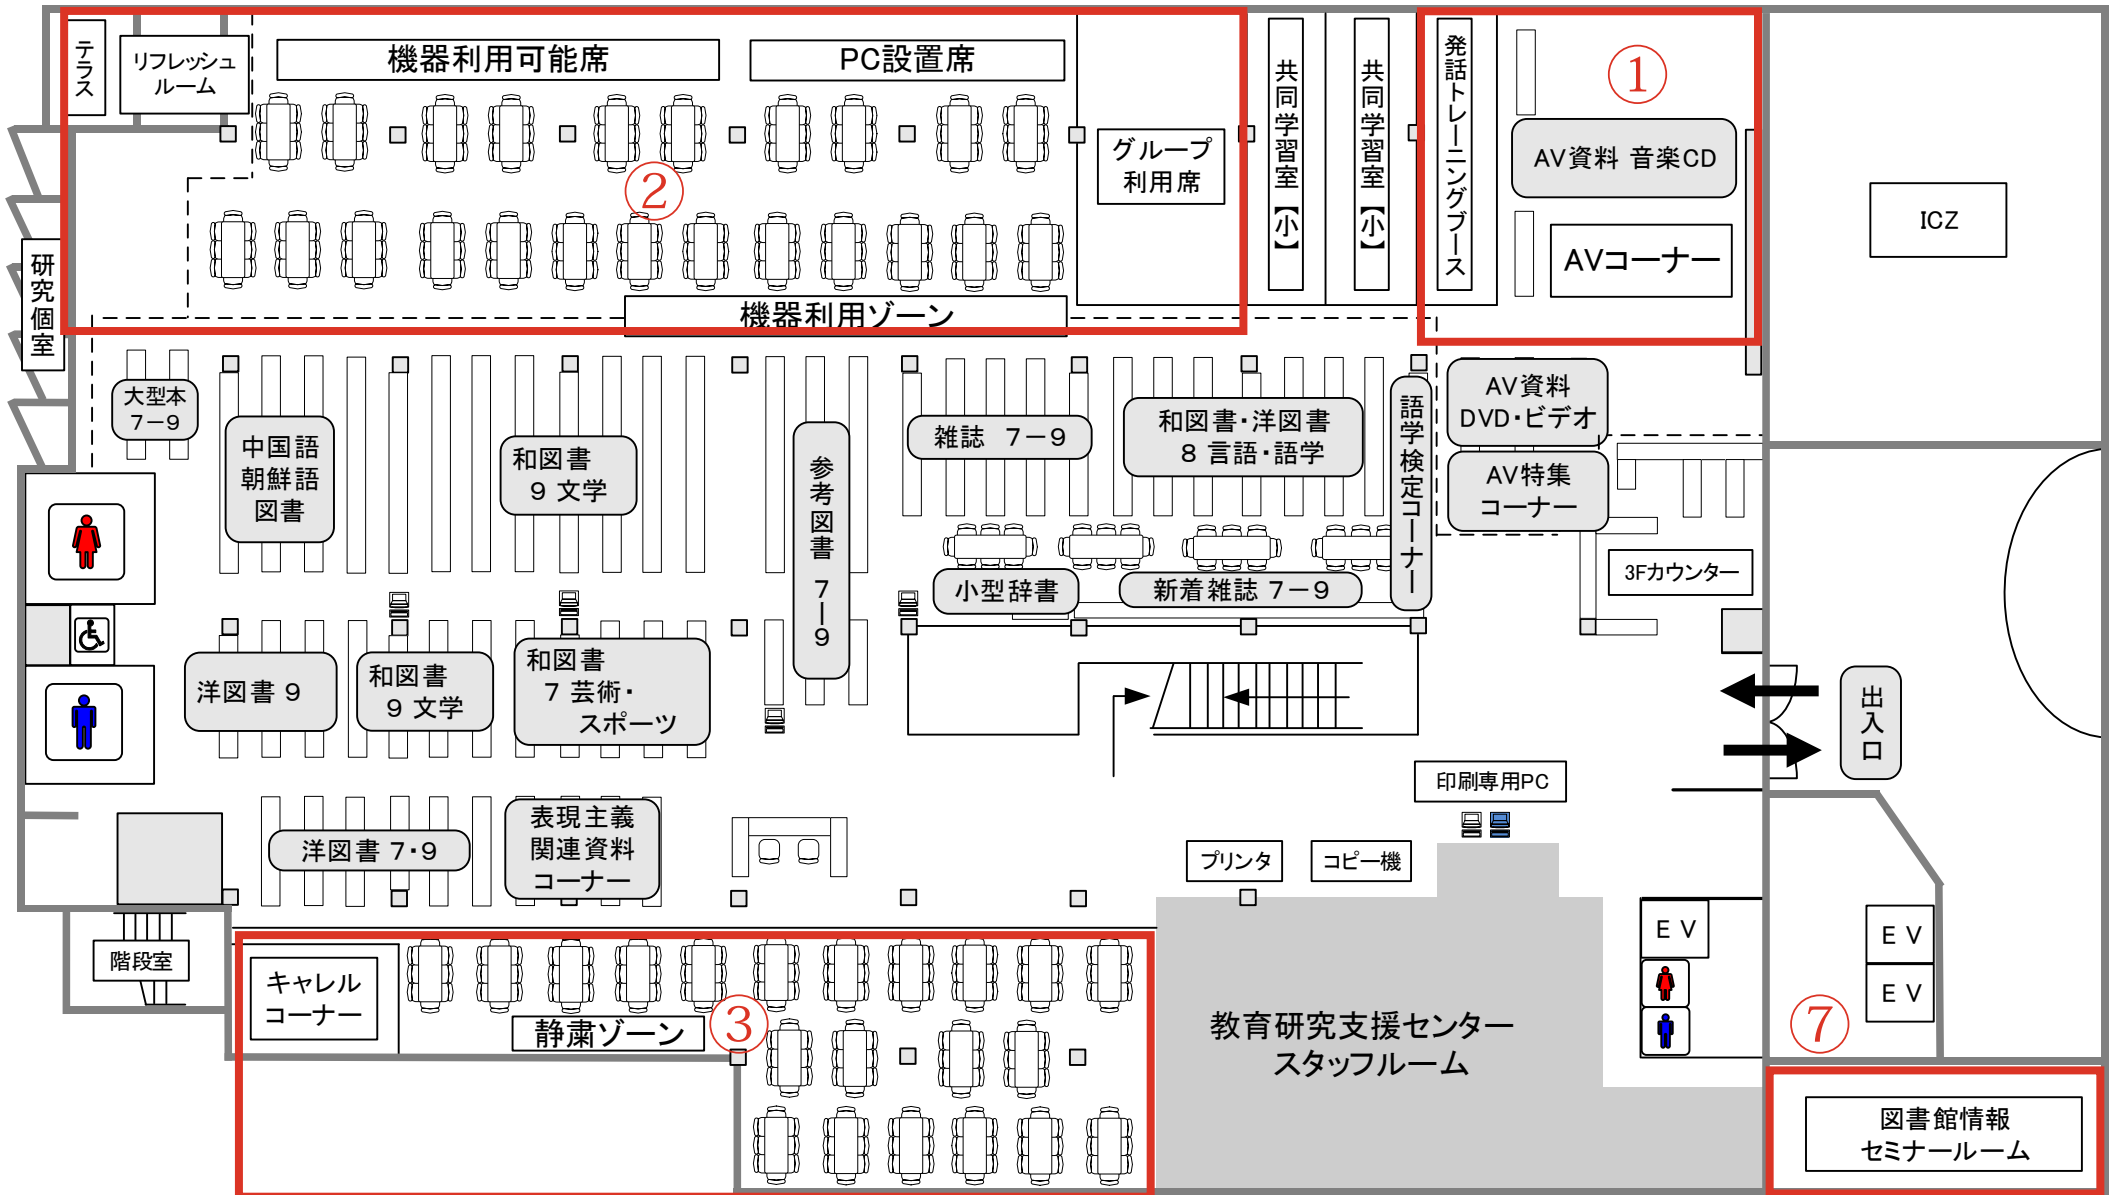 テラス
リフレッシュ
ルーム
機器利用可能席
PC設置席
グループ
利用席
共同学習室【小】
共同学習室【小】
発話トレーニングブース
①
AV資料 音楽CD
AVコーナー
ICZ
②
機器利用ゾーン
研究個室
大型本
7－9
中国語
朝鮮語
図書
和図書
9 文学
参考図書 7－9
雑誌 7－9
和図書・洋図書
8 言語・語学
語学検定コーナー
AV資料
DVD・ビデオ
AV特集
コーナー
3Fカウンター
小型辞書
新着雑誌 7－9
洋図書 9
和図書
9 文学
和図書
7 芸術・
スポーツ
出入口
印刷専用PC
プリンタ
コピー機
洋図書 7・9
表現主義
関連資料
コーナー
階段室
キャレル
コーナー
静粛ゾーン
③
教育研究支援センター
スタッフルーム
EV
EV
EV
⑦
図書館情報
セミナールーム